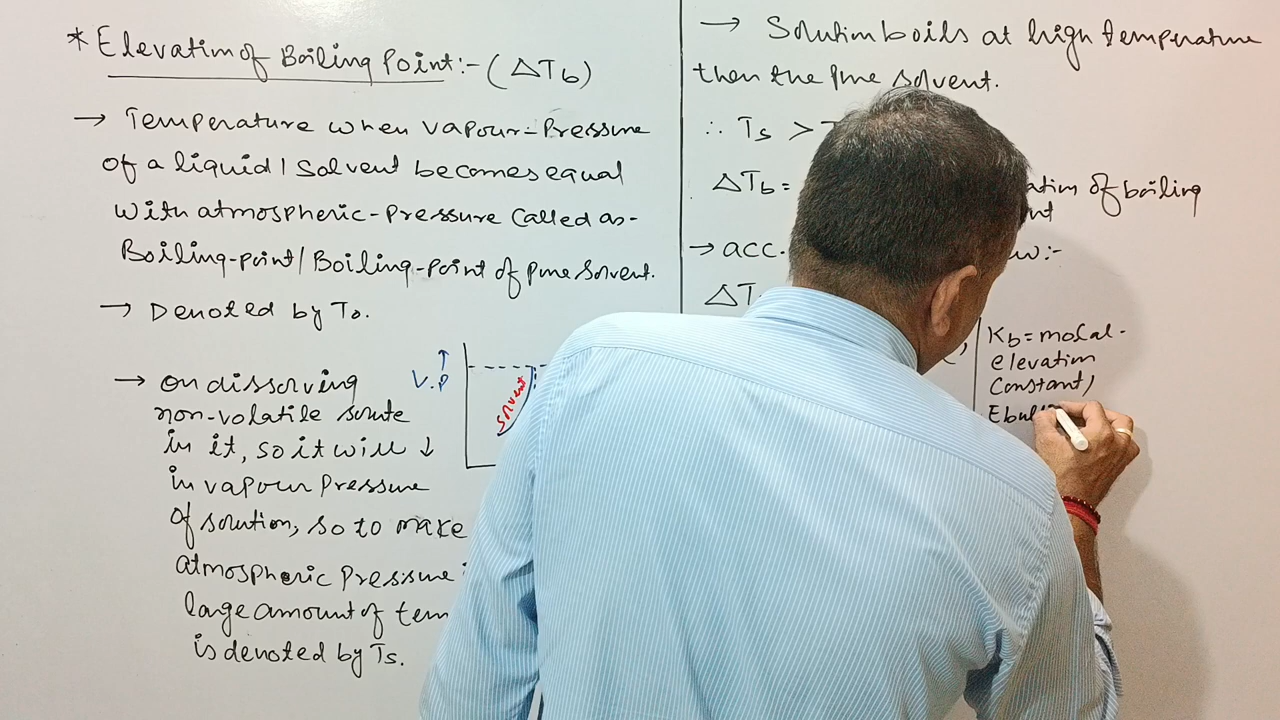 * Elevation of Boiling Point:- (ΔTb)
→ Temperature when vapour-Pressure
of a liquid/solvent becomes equal
with atmospheric-pressure called as-
Boiling-point/Boiling-point of pure solvent.
→ Denoted by To.
→ on dissolving
non-volatile solute
in it, so it will ↓
in vapour pressure
of solution, so to make
atmospheric pressure
large amount of tem
is denoted by Ts.
↑
V.P
solvent
→ Solution boils at high temperature
then the pure solvent.
∴ Ts >
ΔTb =
of boiling
→ acc.
ΔT
Kb = molal-
elevation
Constant,